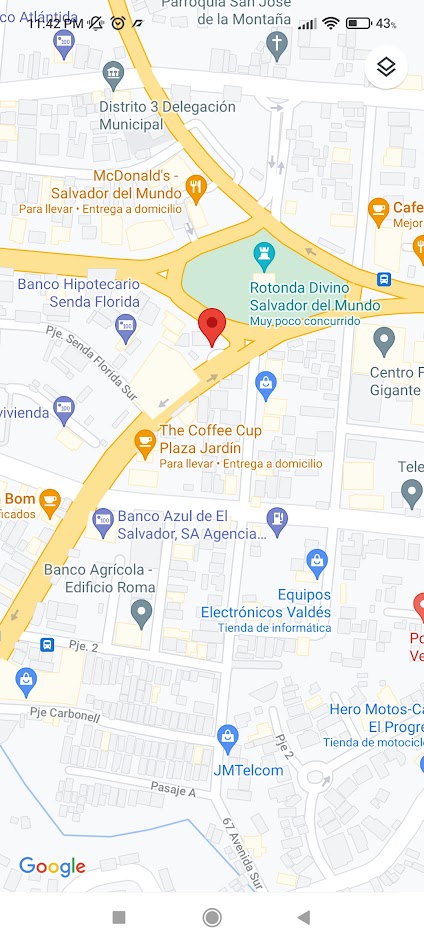 co Atlántida
11:42 PM
43%
Parroquia San José
de la Montaña
Distrito 3 Delegación
Municipal
McDonald's -
Salvador del Mundo
Para llevar • Entrega a domicilio
Cafe
Mejor
Banco Hipotecario
Senda Florida
Rotonda Divino
Salvador del Mundo
Muy poco concurrido
Pje. Senda Florida Sur
Centro F
Gigante
vivienda
The Coffee Cup
Plaza Jardín
Para llevar • Entrega a domicilio
Tele
Bom
ficados
Banco Azul de El
Salvador, SA Agencia...
Banco Agrícola -
Edificio Roma
Equipos
Electrónicos Valdés
Tienda de informática
Po
Ve
Pje. 2
Pje Carbonell
Hero Motos-Ca
El Progre
Tienda de motocicle
Pje 2
JMTelcom
Pasaje A
67 Avenida Sur
Google